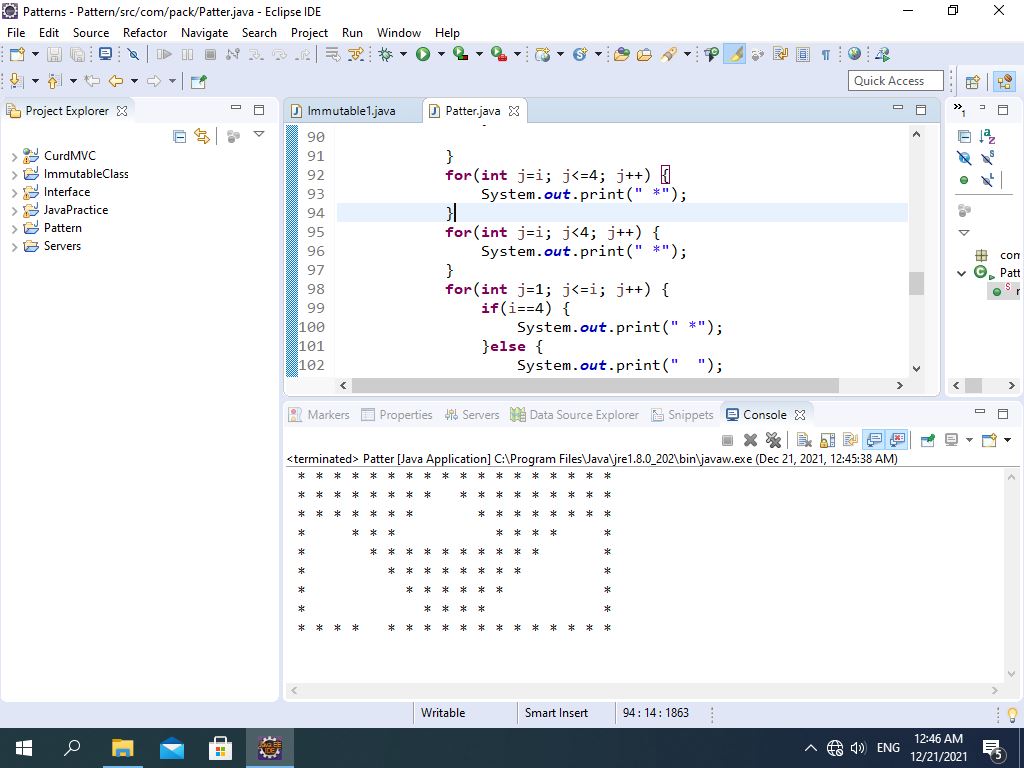 Patterns - Pattern/src/com/pack/Patter.java - Eclipse IDE
File Edit Source Refactor Navigate Search Project Run Window Help
Quick Access
Project Explorer
CurdMVC
ImmutableClass
Interface
JavaPractice
Pattern
Servers
Immutable1.java Patter.java
90
91 }
92 for(int j=i; j<=4; j++) {
93 System.out.print(" *");
94 }
95 for(int j=i; j<4; j++) {
96 System.out.print(" *");
97 }
98 for(int j=1; j<=i; j++) {
99 if(i==4) {
100 System.out.print(" *");
101 }else {
102 System.out.print("  ");
com
Patt
Markers Properties Servers Data Source Explorer Snippets Console
<terminated> Patter [Java Application] C:\Program Files\Java\jre1.8.0_202\bin\javaw.exe (Dec 21, 2021, 12:45:38 AM)
* * * * * * * * * * * * * * * * * *
* * * * * * * *   * * * * * * * * *
* * * * * * *       * * * * * * * *
*     * * *           * * * *     *
*       * * * * * * * * * *       *
*         * * * * * * * *         *
*           * * * * * *           *
*             * * * *             *
* * * *   * * * * * * * * * * * * *
Writable Smart Insert 94 : 14 : 1863
ENG 12:46 AM
12/21/2021
5